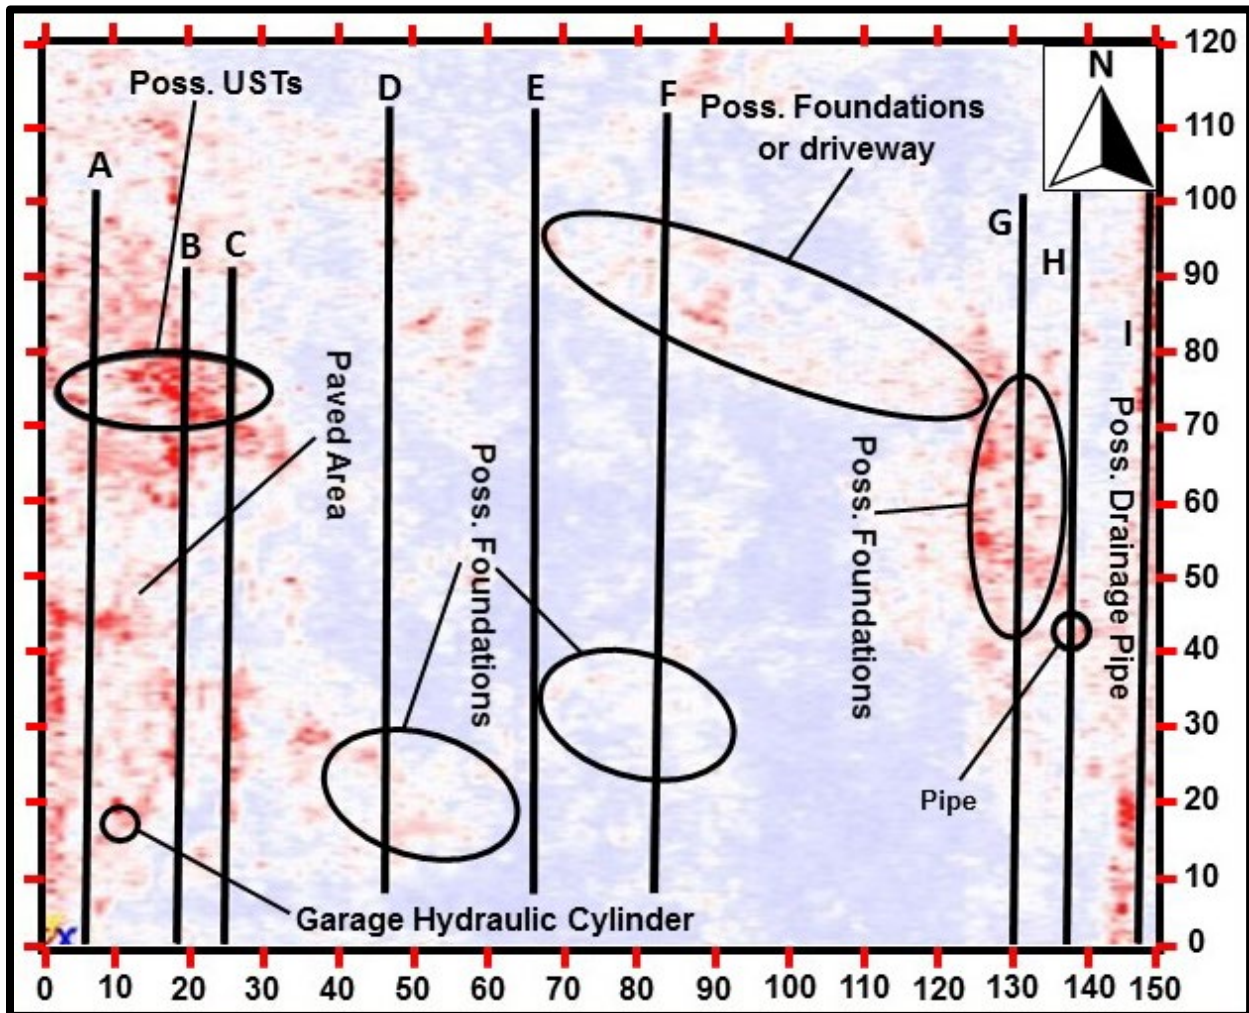 N
120
110
100
90
80
70
60
50
40
30
20
10
0
Poss. USTs
A
B
C
D
E
F
Poss. Foundations
or driveway
G
H
I
Paved Area
Poss. Foundations
Poss. Foundations
Poss. Drainage Pipe
Pipe
Garage Hydraulic Cylinder
X
0 10 20 30 40 50 60 70 80 90 100 110 120 130 140 150